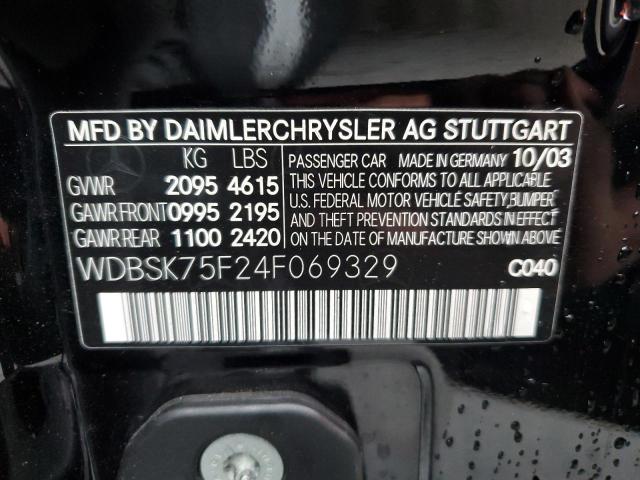 MFD BY DAIMLERCHRYSLER AG STUTTGART
KG LBS
GVWR 2095 4615
GAWR FRONT 0995 2195
GAWR REAR 1100 2420
PASSENGER CAR MADE IN GERMANY 10/03
THIS VEHICLE CONFORMS TO ALL APPLICABLE
U.S. FEDERAL MOTOR VEHICLE SAFETY, BUMPER
AND THEFT PREVENTION STANDARDS IN EFFECT
ON THE DATE OF MANUFACTURE SHOWN ABOVE.
WDBSK75F24F069329 C040